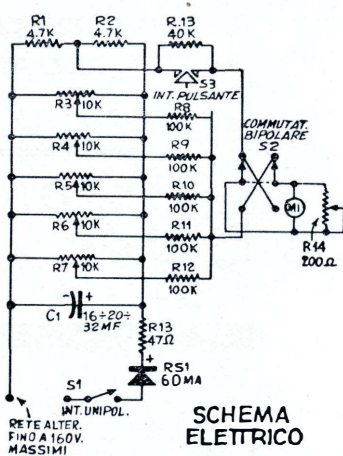 R1
4.7K
R2
4.7K
R.13
40K
S3
INT. PULSANTE
R3
10K
R8
100K
R4
10K
R9
100K
R5
10K
R10
100K
R6
10K
R11
100K
R7
10K
R12
100K
COMMUTAT.
BIPOLARE
S2
M1
R14
200Ω
C1
- +
16÷20÷
32MF
R13
47Ω
+
RS1
60MA
S1
INT. UNIPOL.
RETE ALTER.
FINO A 160V.
MASSIMI
SCHEMA
ELETTRICO